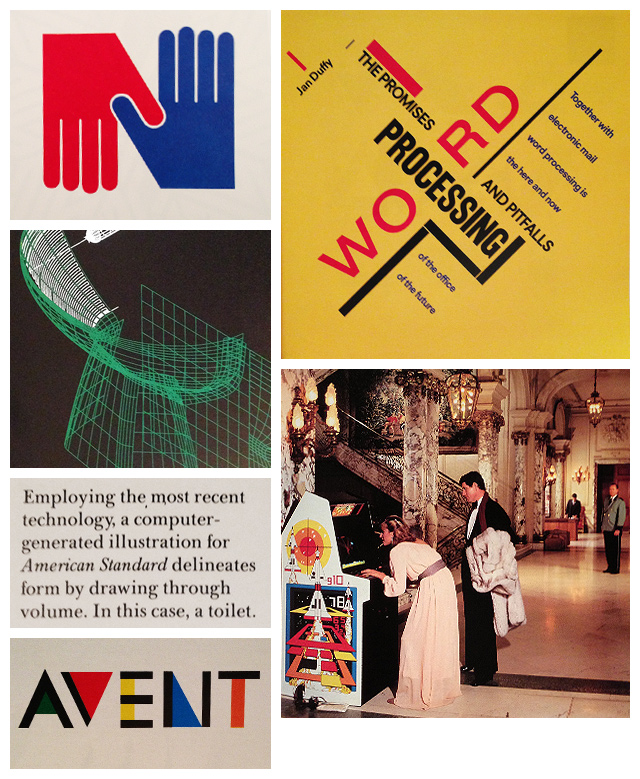 Jan Duffy
THE PROMISES
WORD
PROCESSING
AND PITFALLS
Together with
electronic mail
word processing is
the here and now
of the office
of the future
Employing the most recent
technology, a computer-
generated illustration for
American Standard delineates
form by drawing through
volume. In this case, a toilet.
AVENT
910